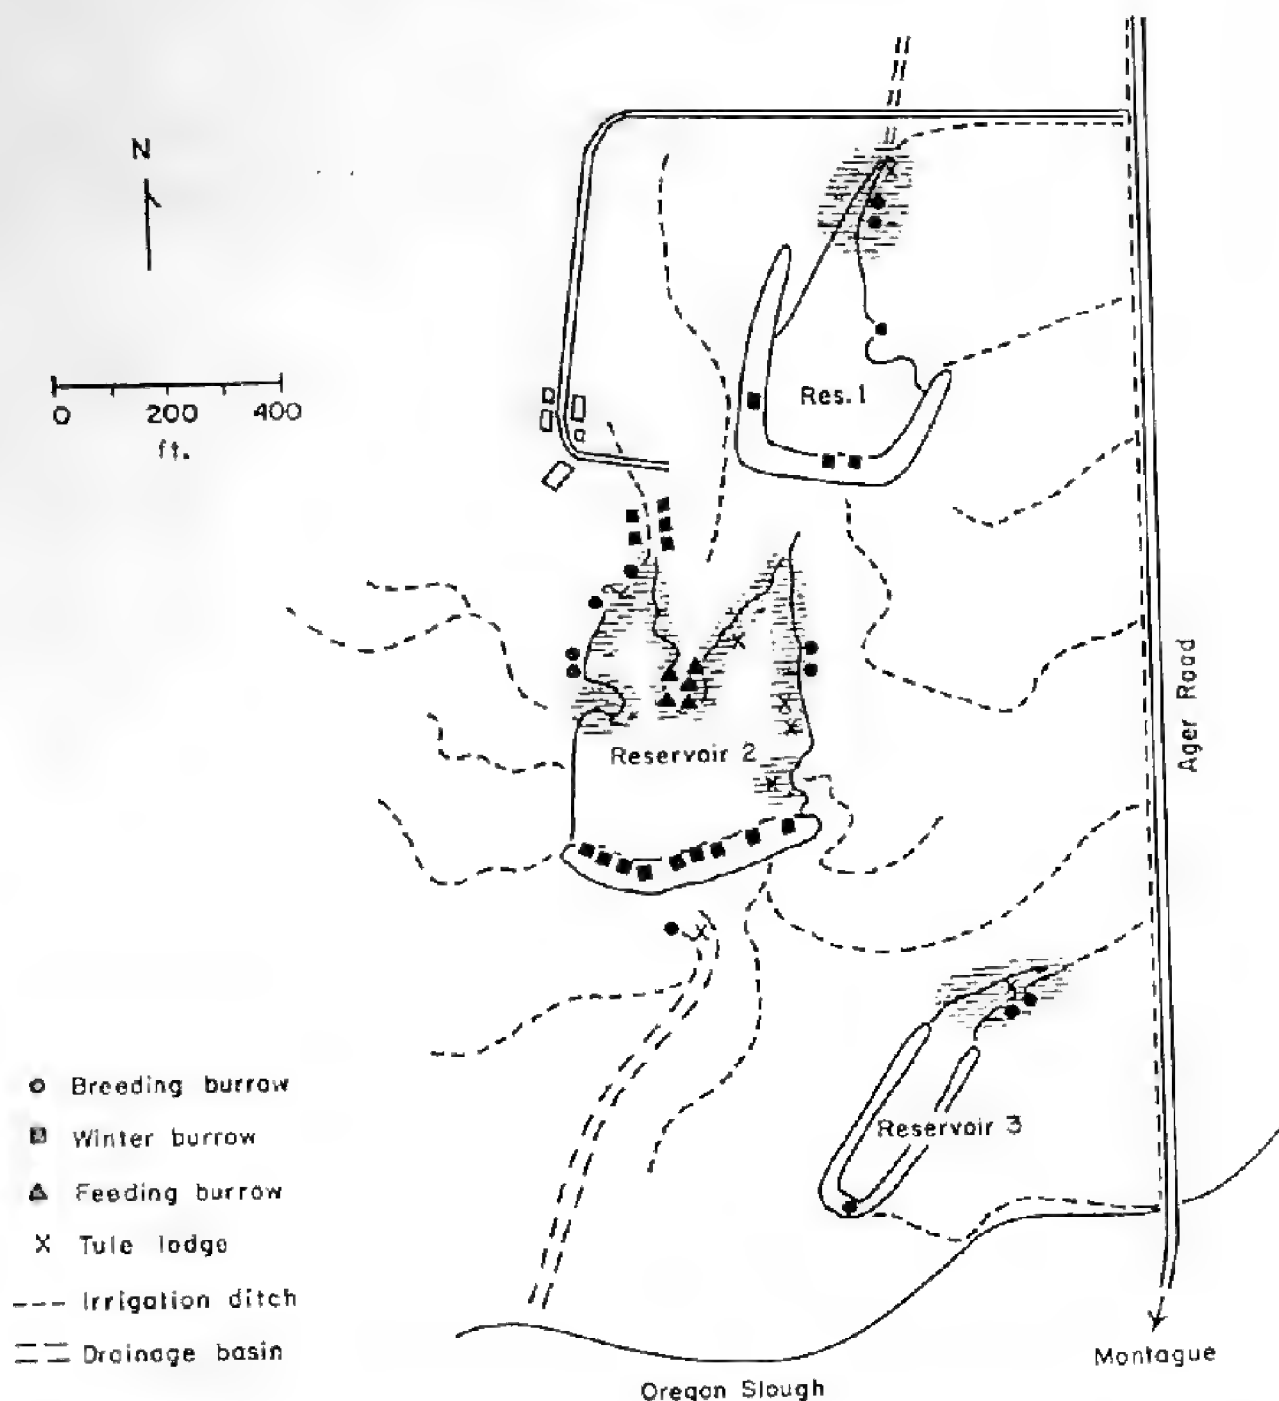 N
0 200 400
ft.
Res. 1
Reservoir 2
Ager Road
Reservoir 3
Breeding burrow
Winter burrow
Feeding burrow
Tule lodge
Irrigation ditch
Drainage basin
Montague
Oregon Slough